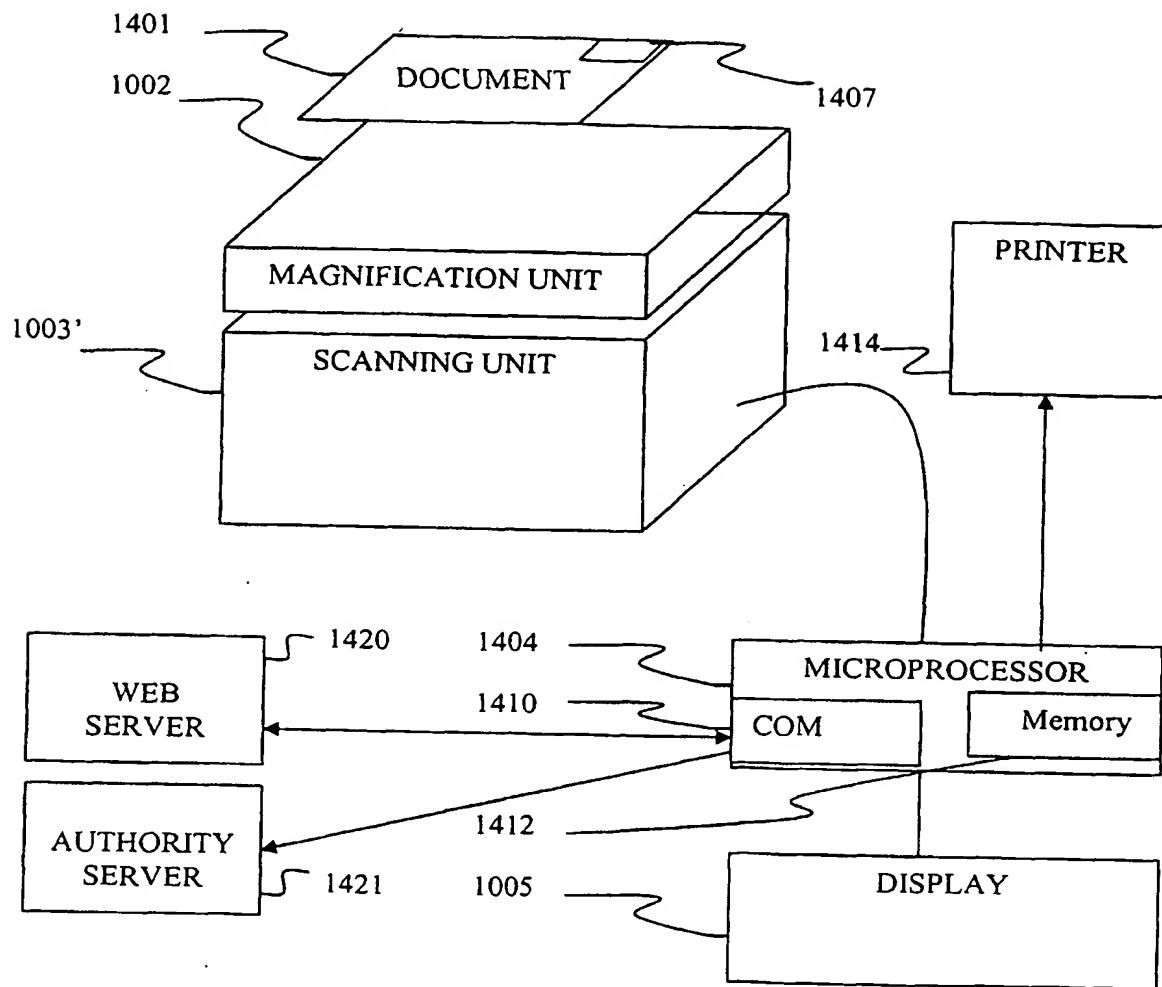 1401
DOCUMENT
1002
1407
MAGNIFICATION UNIT
PRINTER
1003'
SCANNING UNIT
1414
1420
1404
MICROPROCESSOR
WEB
SERVER
1410
COM
Memory
AUTHORITY
SERVER
1412
1421
1005
DISPLAY